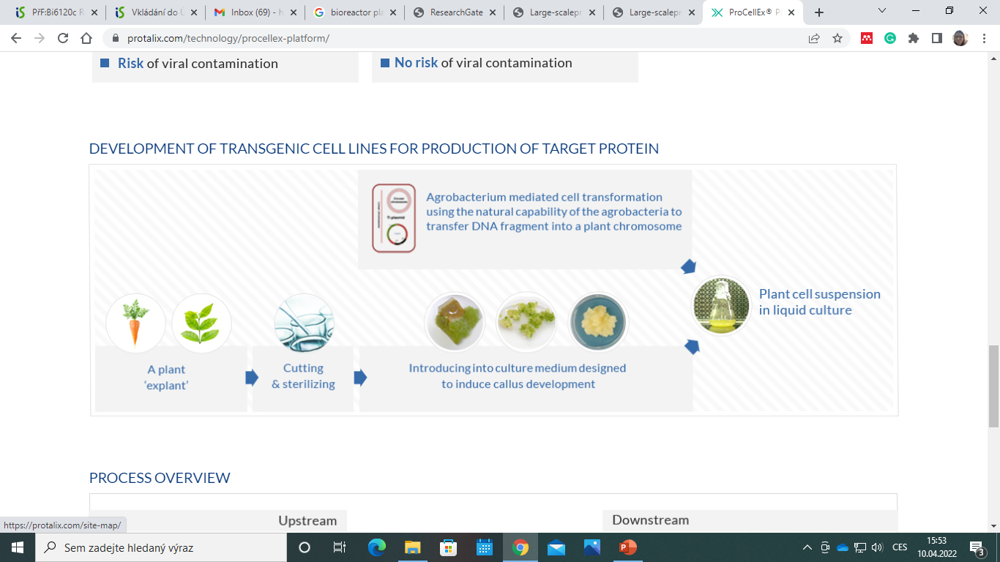 PřF:Bi6120c R
Vkládání do U
Inbox (69) - h
bioreactor pla
ResearchGate
Large-scalepr
Large-scalepr
ProCellEx® P
protalix.com/technology/procellex-platform/
Risk of viral contamination
No risk of viral contamination
DEVELOPMENT OF TRANSGENIC CELL LINES FOR PRODUCTION OF TARGET PROTEIN
Ti plasmid
Agrobacterium mediated cell transformation
using the natural capability of the agrobacteria to
transfer DNA fragment into a plant chromosome
Plant cell suspension
in liquid culture
A plant
'explant'
Cutting
& sterilizing
Introducing into culture medium designed
to induce callus development
PROCESS OVERVIEW
Upstream
Downstream
https://protalix.com/site-map/
Sem zadejte hledaný výraz
CES
15:53
10.04.2022
3